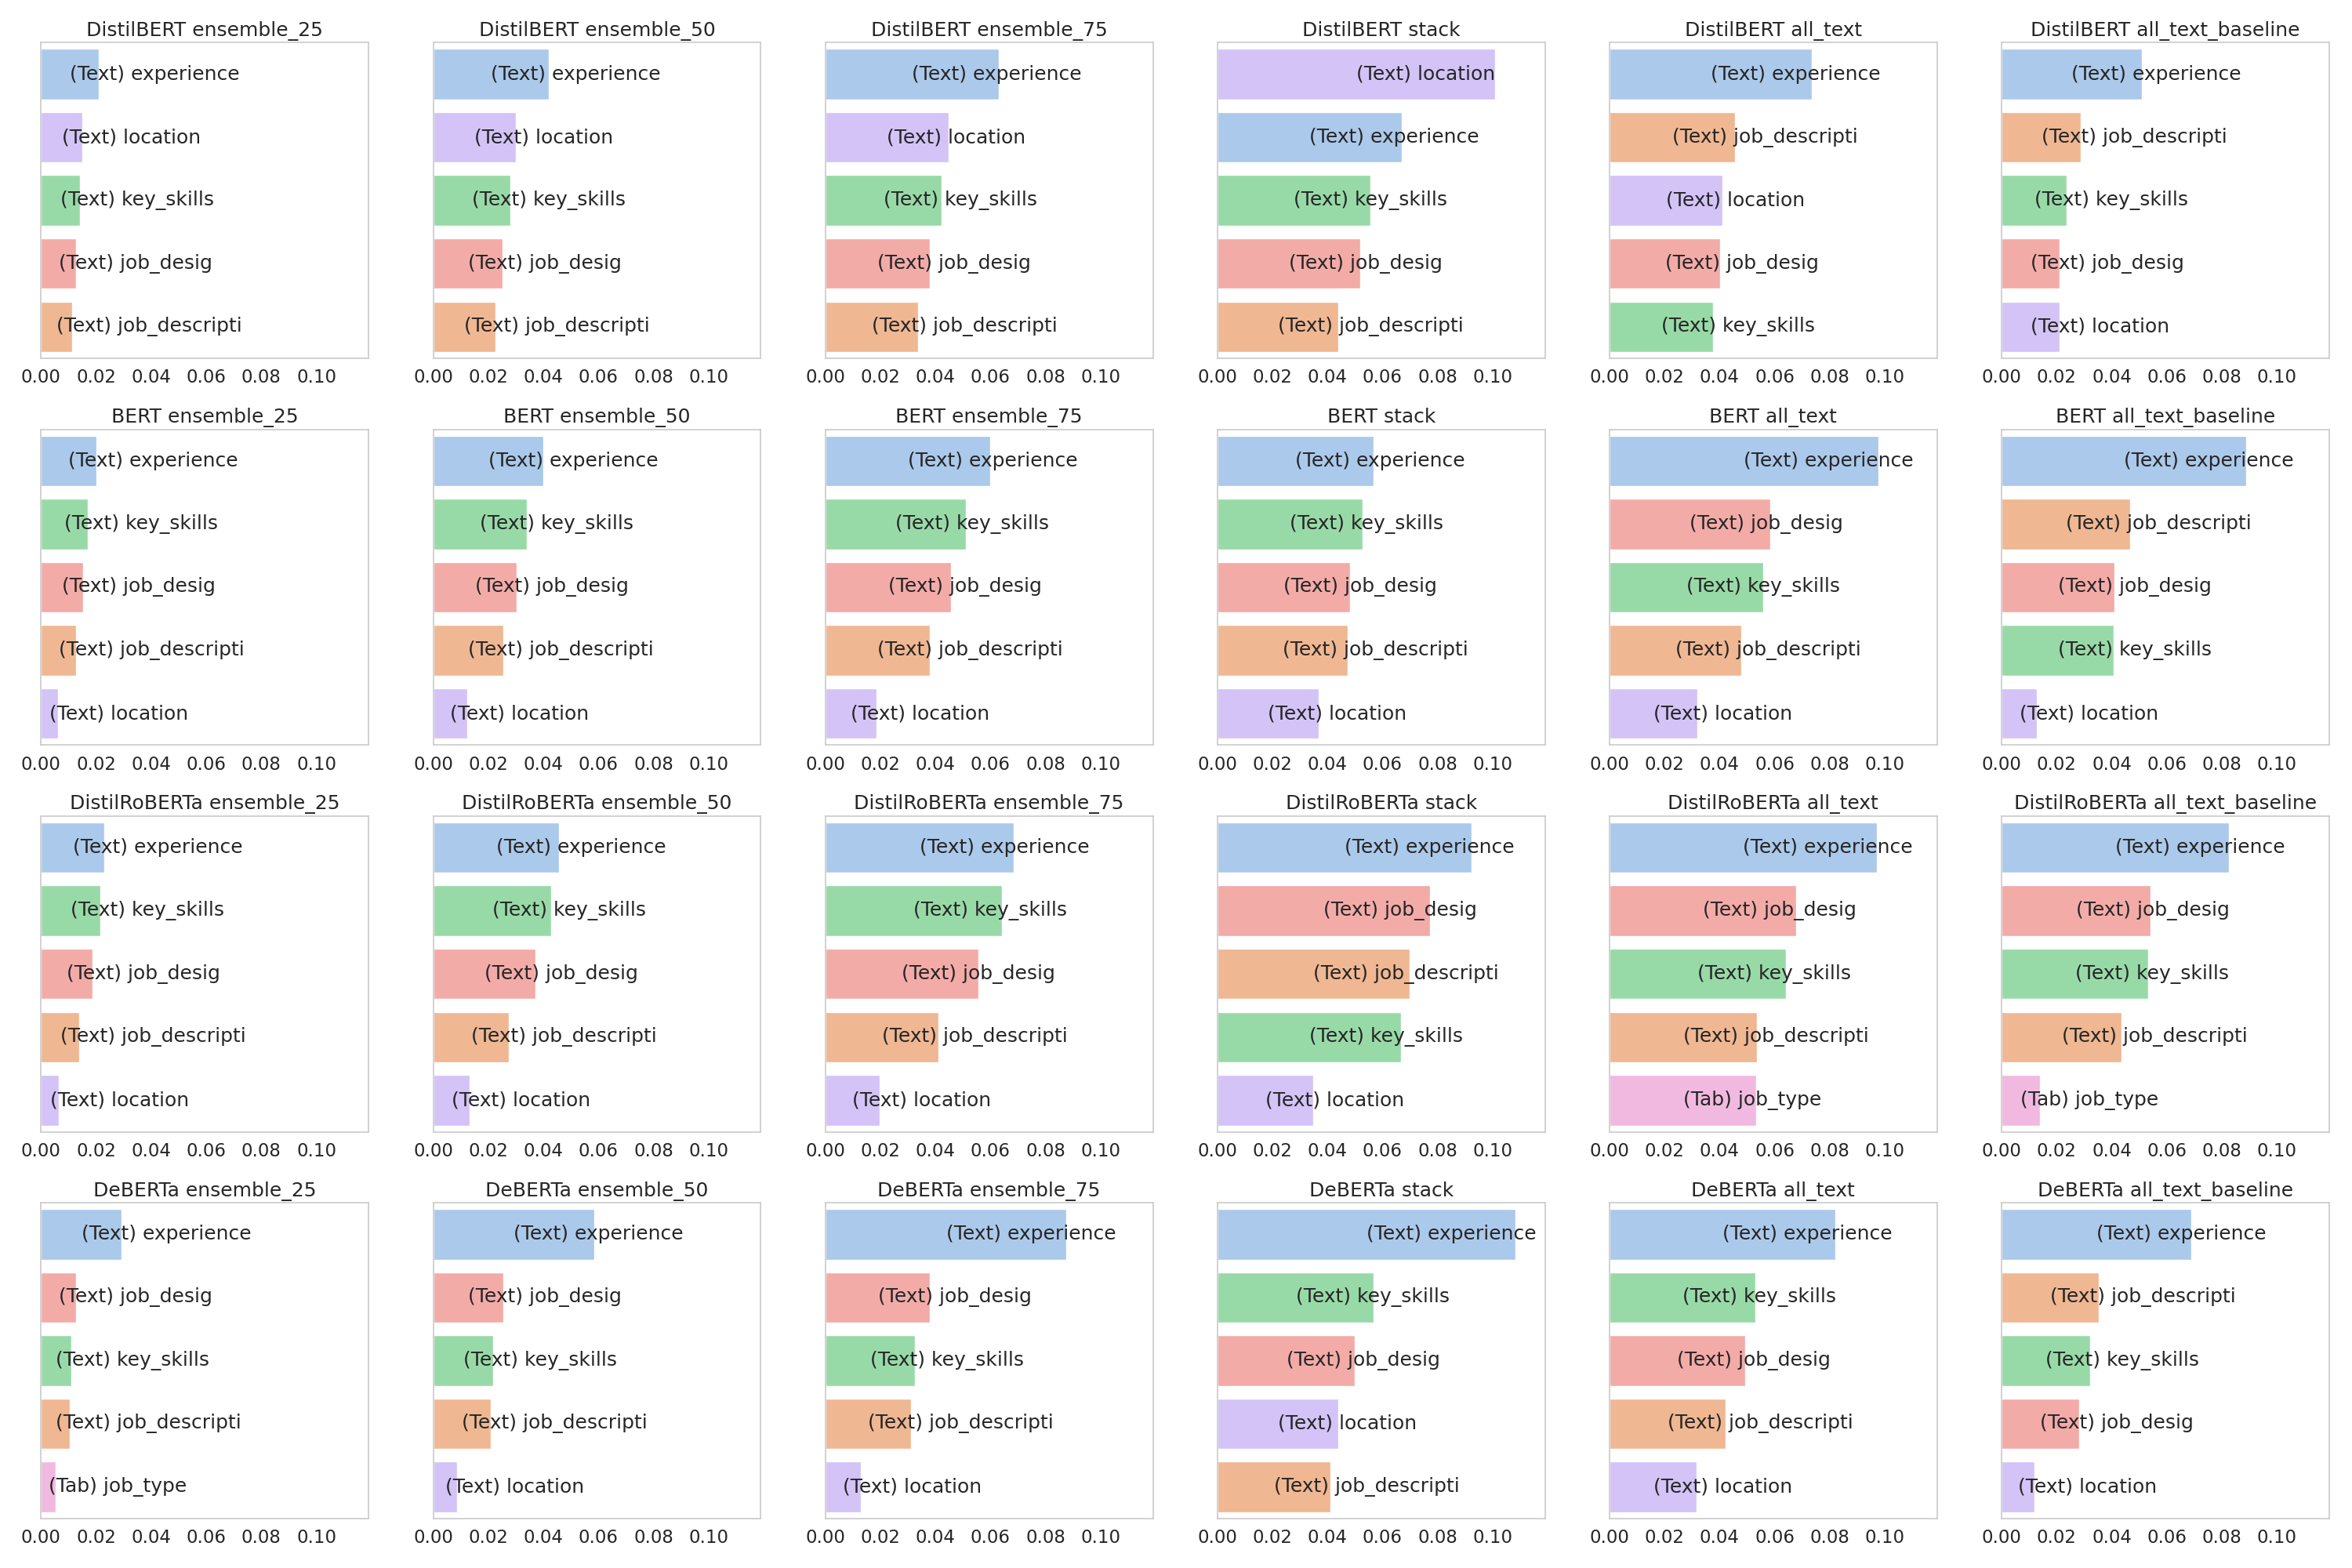 DistilBERT ensemble_25
(Text) experience
(Text) location
(Text) key_skills
(Text) job_desig
(Text) job_descripti
0.00 0.02 0.04 0.06 0.08 0.10
DistilBERT ensemble_50
(Text) experience
(Text) location
(Text) key_skills
(Text) job_desig
(Text) job_descripti
0.00 0.02 0.04 0.06 0.08 0.10
DistilBERT ensemble_75
(Text) experience
(Text) location
(Text) key_skills
(Text) job_desig
(Text) job_descripti
0.00 0.02 0.04 0.06 0.08 0.10
DistilBERT stack
(Text) location
(Text) experience
(Text) key_skills
(Text) job_desig
(Text) job_descripti
0.00 0.02 0.04 0.06 0.08 0.10
DistilBERT all_text
(Text) experience
(Text) job_descripti
(Text) location
(Text) job_desig
(Text) key_skills
0.00 0.02 0.04 0.06 0.08 0.10
DistilBERT all_text_baseline
(Text) experience
(Text) job_descripti
(Text) key_skills
(Text) job_desig
(Text) location
0.00 0.02 0.04 0.06 0.08 0.10
BERT ensemble_25
(Text) experience
(Text) key_skills
(Text) job_desig
(Text) job_descripti
(Text) location
0.00 0.02 0.04 0.06 0.08 0.10
BERT ensemble_50
(Text) experience
(Text) key_skills
(Text) job_desig
(Text) job_descripti
(Text) location
0.00 0.02 0.04 0.06 0.08 0.10
BERT ensemble_75
(Text) experience
(Text) key_skills
(Text) job_desig
(Text) job_descripti
(Text) location
0.00 0.02 0.04 0.06 0.08 0.10
BERT stack
(Text) experience
(Text) key_skills
(Text) job_desig
(Text) job_descripti
(Text) location
0.00 0.02 0.04 0.06 0.08 0.10
BERT all_text
(Text) experience
(Text) job_desig
(Text) key_skills
(Text) job_descripti
(Text) location
0.00 0.02 0.04 0.06 0.08 0.10
BERT all_text_baseline
(Text) experience
(Text) job_descripti
(Text) job_desig
(Text) key_skills
(Text) location
0.00 0.02 0.04 0.06 0.08 0.10
DistilRoBERTa ensemble_25
(Text) experience
(Text) key_skills
(Text) job_desig
(Text) job_descripti
(Text) location
0.00 0.02 0.04 0.06 0.08 0.10
DistilRoBERTa ensemble_50
(Text) experience
(Text) key_skills
(Text) job_desig
(Text) job_descripti
(Text) location
0.00 0.02 0.04 0.06 0.08 0.10
DistilRoBERTa ensemble_75
(Text) experience
(Text) key_skills
(Text) job_desig
(Text) job_descripti
(Text) location
0.00 0.02 0.04 0.06 0.08 0.10
DistilRoBERTa stack
(Text) experience
(Text) job_desig
(Text) job_descripti
(Text) key_skills
(Text) location
0.00 0.02 0.04 0.06 0.08 0.10
DistilRoBERTa all_text
(Text) experience
(Text) job_desig
(Text) key_skills
(Text) job_descripti
(Tab) job_type
0.00 0.02 0.04 0.06 0.08 0.10
DistilRoBERTa all_text_baseline
(Text) experience
(Text) job_desig
(Text) key_skills
(Text) job_descripti
(Tab) job_type
0.00 0.02 0.04 0.06 0.08 0.10
DeBERTa ensemble_25
(Text) experience
(Text) job_desig
(Text) key_skills
(Text) job_descripti
(Tab) job_type
0.00 0.02 0.04 0.06 0.08 0.10
DeBERTa ensemble_50
(Text) experience
(Text) job_desig
(Text) key_skills
(Text) job_descripti
(Text) location
0.00 0.02 0.04 0.06 0.08 0.10
DeBERTa ensemble_75
(Text) experience
(Text) job_desig
(Text) key_skills
(Text) job_descripti
(Text) location
0.00 0.02 0.04 0.06 0.08 0.10
DeBERTa stack
(Text) experience
(Text) key_skills
(Text) job_desig
(Text) location
(Text) job_descripti
0.00 0.02 0.04 0.06 0.08 0.10
DeBERTa all_text
(Text) experience
(Text) key_skills
(Text) job_desig
(Text) job_descripti
(Text) location
0.00 0.02 0.04 0.06 0.08 0.10
DeBERTa all_text_baseline
(Text) experience
(Text) job_descripti
(Text) key_skills
(Text) job_desig
(Text) location
0.00 0.02 0.04 0.06 0.08 0.10